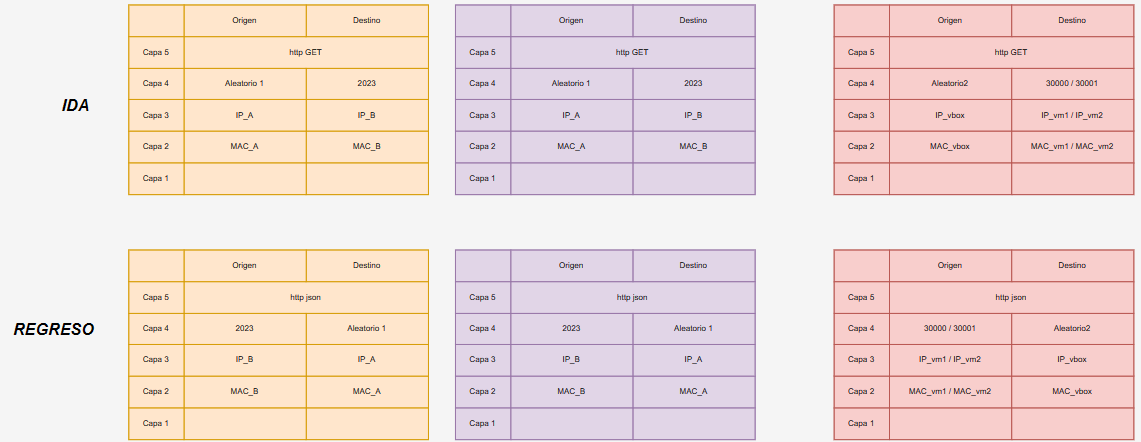 IDA
Origen Destino
Capa 5 http GET
Capa 4 Aleatorio 1 2023
Capa 3 IP_A IP_B
Capa 2 MAC_A MAC_B
Capa 1
Origen Destino
Capa 5 http GET
Capa 4 Aleatorio 1 2023
Capa 3 IP_A IP_B
Capa 2 MAC_A MAC_B
Capa 1
Origen Destino
Capa 5 http GET
Capa 4 Aleatorio2 30000 / 30001
Capa 3 IP_vbox IP_vm1 / IP_vm2
Capa 2 MAC_vbox MAC_vm1 / MAC_vm2
Capa 1
REGRESO
Origen Destino
Capa 5 http json
Capa 4 2023 Aleatorio 1
Capa 3 IP_B IP_A
Capa 2 MAC_B MAC_A
Capa 1
Origen Destino
Capa 5 http json
Capa 4 2023 Aleatorio 1
Capa 3 IP_B IP_A
Capa 2 MAC_B MAC_A
Capa 1
Origen Destino
Capa 5 http json
Capa 4 30000 / 30001 Aleatorio2
Capa 3 IP_vm1 / IP_vm2 IP_vbox
Capa 2 MAC_vm1 / MAC_vm2 MAC_vbox
Capa 1